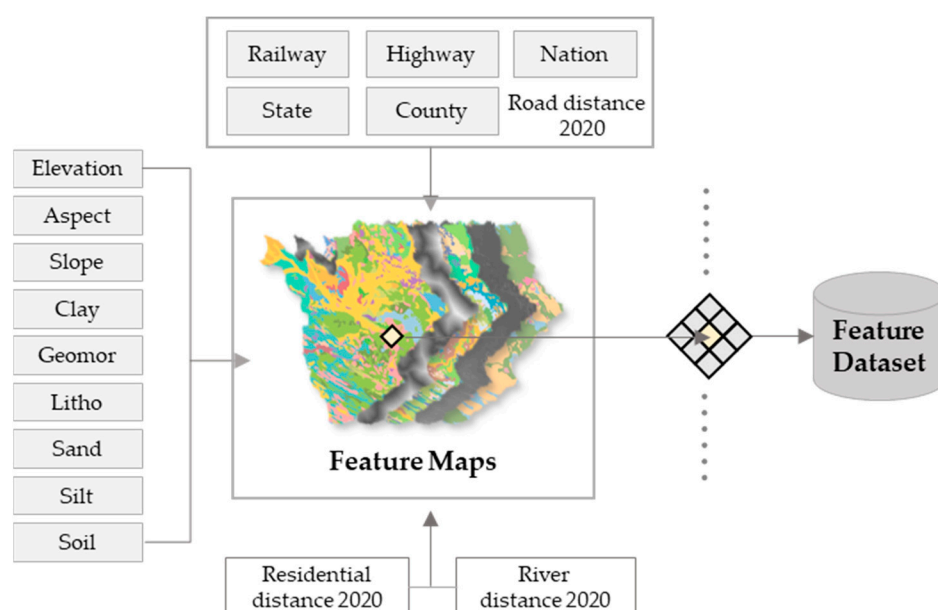 Railway
Highway
Nation
State
County
Road distance
2020
Elevation
Aspect
Slope
Clay
Geomor
Litho
Sand
Silt
Soil
Feature Maps
Feature
Dataset
Residential
distance 2020
River
distance 2020